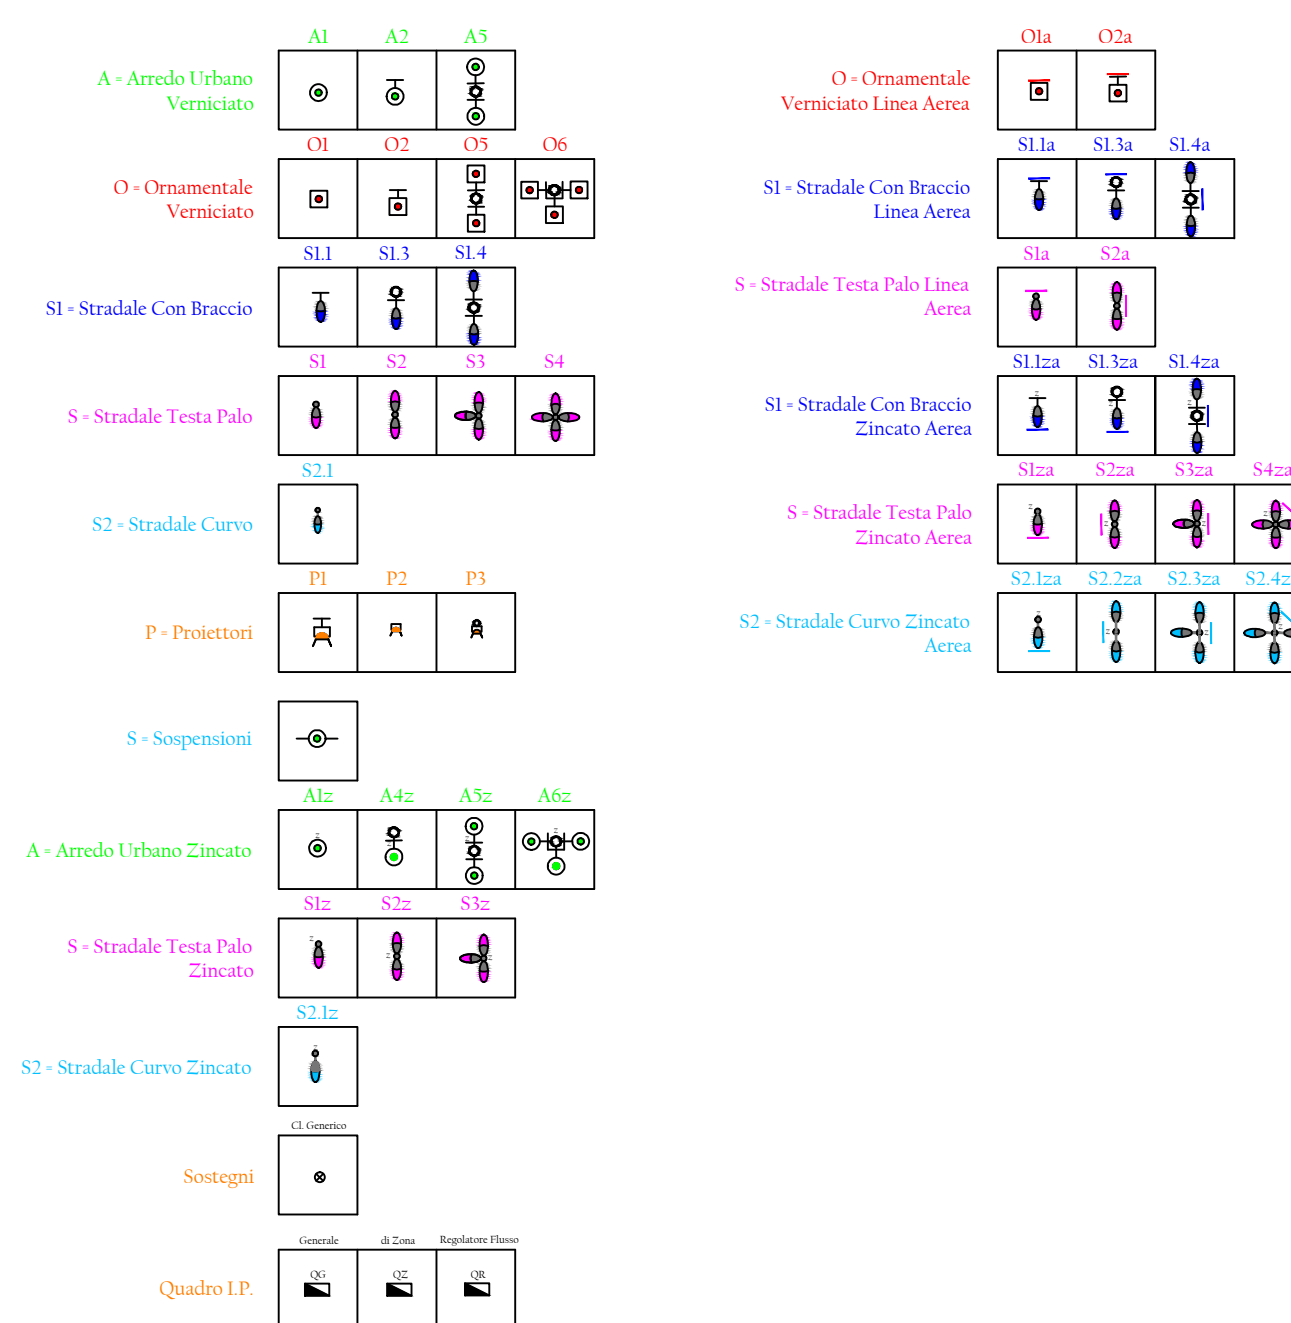 A1 A2 A5
A = Arredo Urbano
Verniciato
O1 O2 O5 O6
O = Ornamentale
Verniciato
S1.1 S1.3 S1.4
S1 = Stradale Con Braccio
S1 S2 S3 S4
S = Stradale Testa Palo
S2.1
S2 = Stradale Curvo
P1 P2 P3
P = Proiettori
S = Sospensioni
A1z A4z A5z A6z
z z z z
A = Arredo Urbano Zincato
S1z S2z S3z
z z z
S = Stradale Testa Palo
Zincato
S2.1z
z
S2 = Stradale Curvo Zincato
Cl. Generico
Sostegni
Generale di Zona Regolatore Flusso
QG QZ QR
Quadro I.P.
O1a O2a
O = Ornamentale
Verniciato Linea Aerea
S1.1a S1.3a S1.4a
S1 = Stradale Con Braccio
Linea Aerea
S1a S2a
S = Stradale Testa Palo Linea
Aerea
S1.1za S1.3za S1.4za
z z z
S1 = Stradale Con Braccio
Zincato Aerea
S1za S2za S3za S4za
z z z
S = Stradale Testa Palo
Zincato Aerea
S2.1za S2.2za S2.3za S2.4z
z z z
S2 = Stradale Curvo Zincato
Aerea